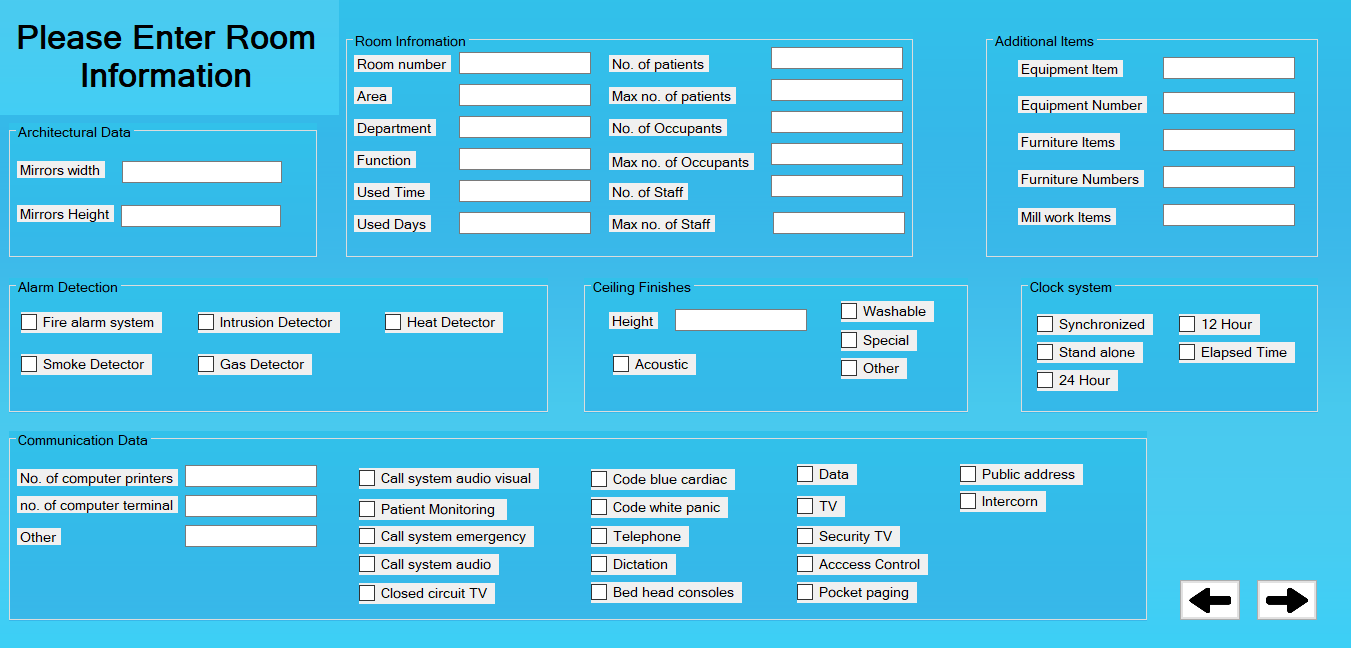 Please Enter Room
Information
Architectural Data
Mirrors width
Mirrors Height
Room Infromation
Room number
Area
Department
Function
Used Time
Used Days
No. of patients
Max no. of patients
No. of Occupants
Max no. of Occupants
No. of Staff
Max no. of Staff
Additional Items
Equipment Item
Equipment Number
Furniture Items
Furniture Numbers
Mill work Items
Alarm Detection
Fire alarm system
Intrusion Detector
Heat Detector
Smoke Detector
Gas Detector
Ceiling Finishes
Height
Acoustic
Washable
Special
Other
Clock system
Synchronized
Stand alone
24 Hour
12 Hour
Elapsed Time
Communication Data
No. of computer printers
no. of computer terminal
Other
Call system audio visual
Patient Monitoring
Call system emergency
Call system audio
Closed circuit TV
Code blue cardiac
Code white panic
Telephone
Dictation
Bed head consoles
Data
TV
Security TV
Acccess Control
Pocket paging
Public address
Intercorn